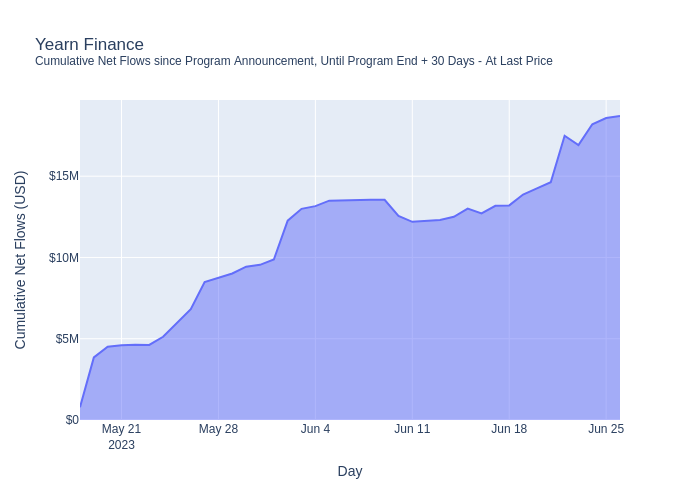 Yearn Finance
Cumulative Net Flows since Program Announcement, Until Program End + 30 Days - At Last Price
Cumulative Net Flows (USD)
$15M
$10M
$5M
$0
May 21
2023
May 28
Jun 4
Jun 11
Jun 18
Jun 25
Day